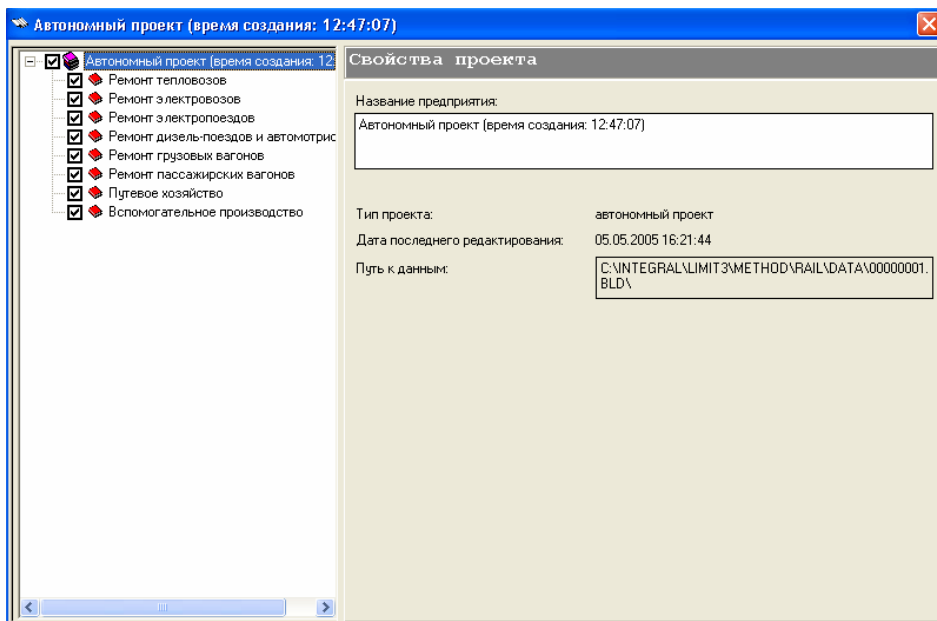 Автономный проект (время создания: 12:47:07)
Автономный проект (время создания: 12:
Ремонт тепловозов
Ремонт электровозов
Ремонт электропоездов
Ремонт дизель-поездов и автомотрис
Ремонт грузовых вагонов
Ремонт пассажирских вагонов
Путевое хозяйство
Вспомогательное производство
Свойства проекта
Название предприятия:
Автономный проект (время создания: 12:47:07)
Тип проекта: автономный проект
Дата последнего редактирования: 05.05.2005 16:21:44
Путь к данным: C:\INTEGRAL\LIMIT3\METHOD\RAIL\DATA\00000001.
BLD\